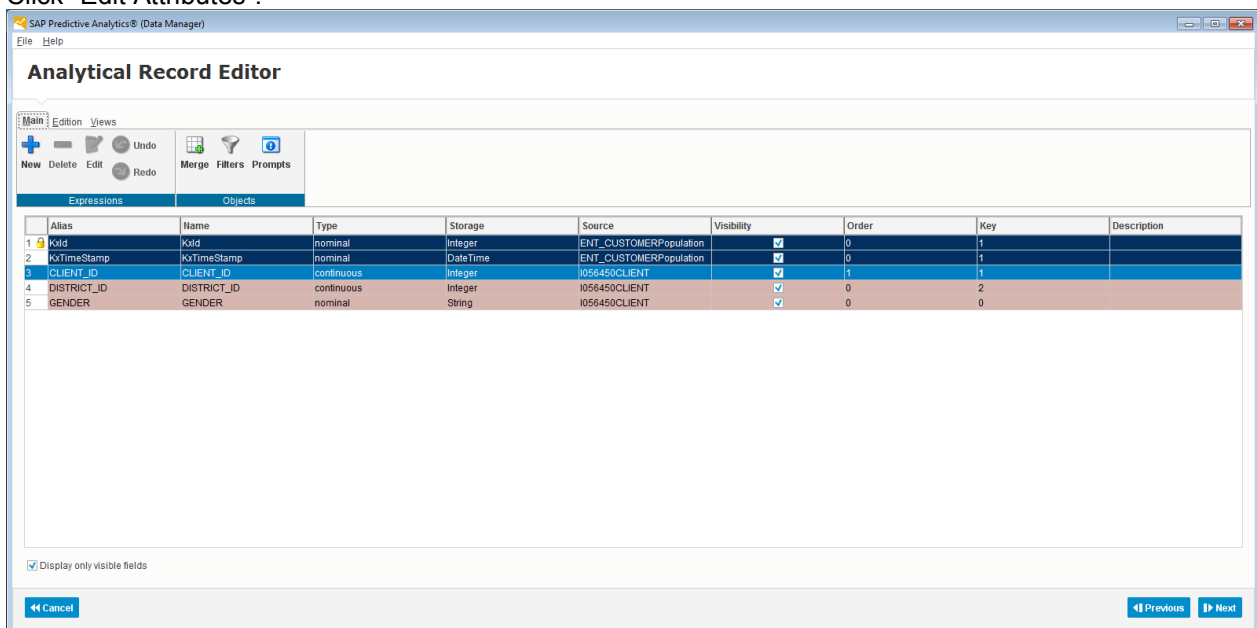 Click "Edit Attributes".
SAP Predictive Analytics® (Data Manager)
File Help
Analytical Record Editor
Main Edition Views
Undo
New Delete Edit Merge Filters Prompts
Redo
Expressions Objects
Alias Name Type Storage Source Visibility Order Key Description
1 KxId KxId nominal Integer ENT_CUSTOMERPopulation 0 1
2 KxTimeStamp KxTimeStamp nominal DateTime ENT_CUSTOMERPopulation 0 1
3 CLIENT_ID CLIENT_ID continuous Integer I056450CLIENT 1 1
4 DISTRICT_ID DISTRICT_ID continuous Integer I056450CLIENT 0 2
5 GENDER GENDER nominal String I056450CLIENT 0 0
Display only visible fields
Cancel Previous Next